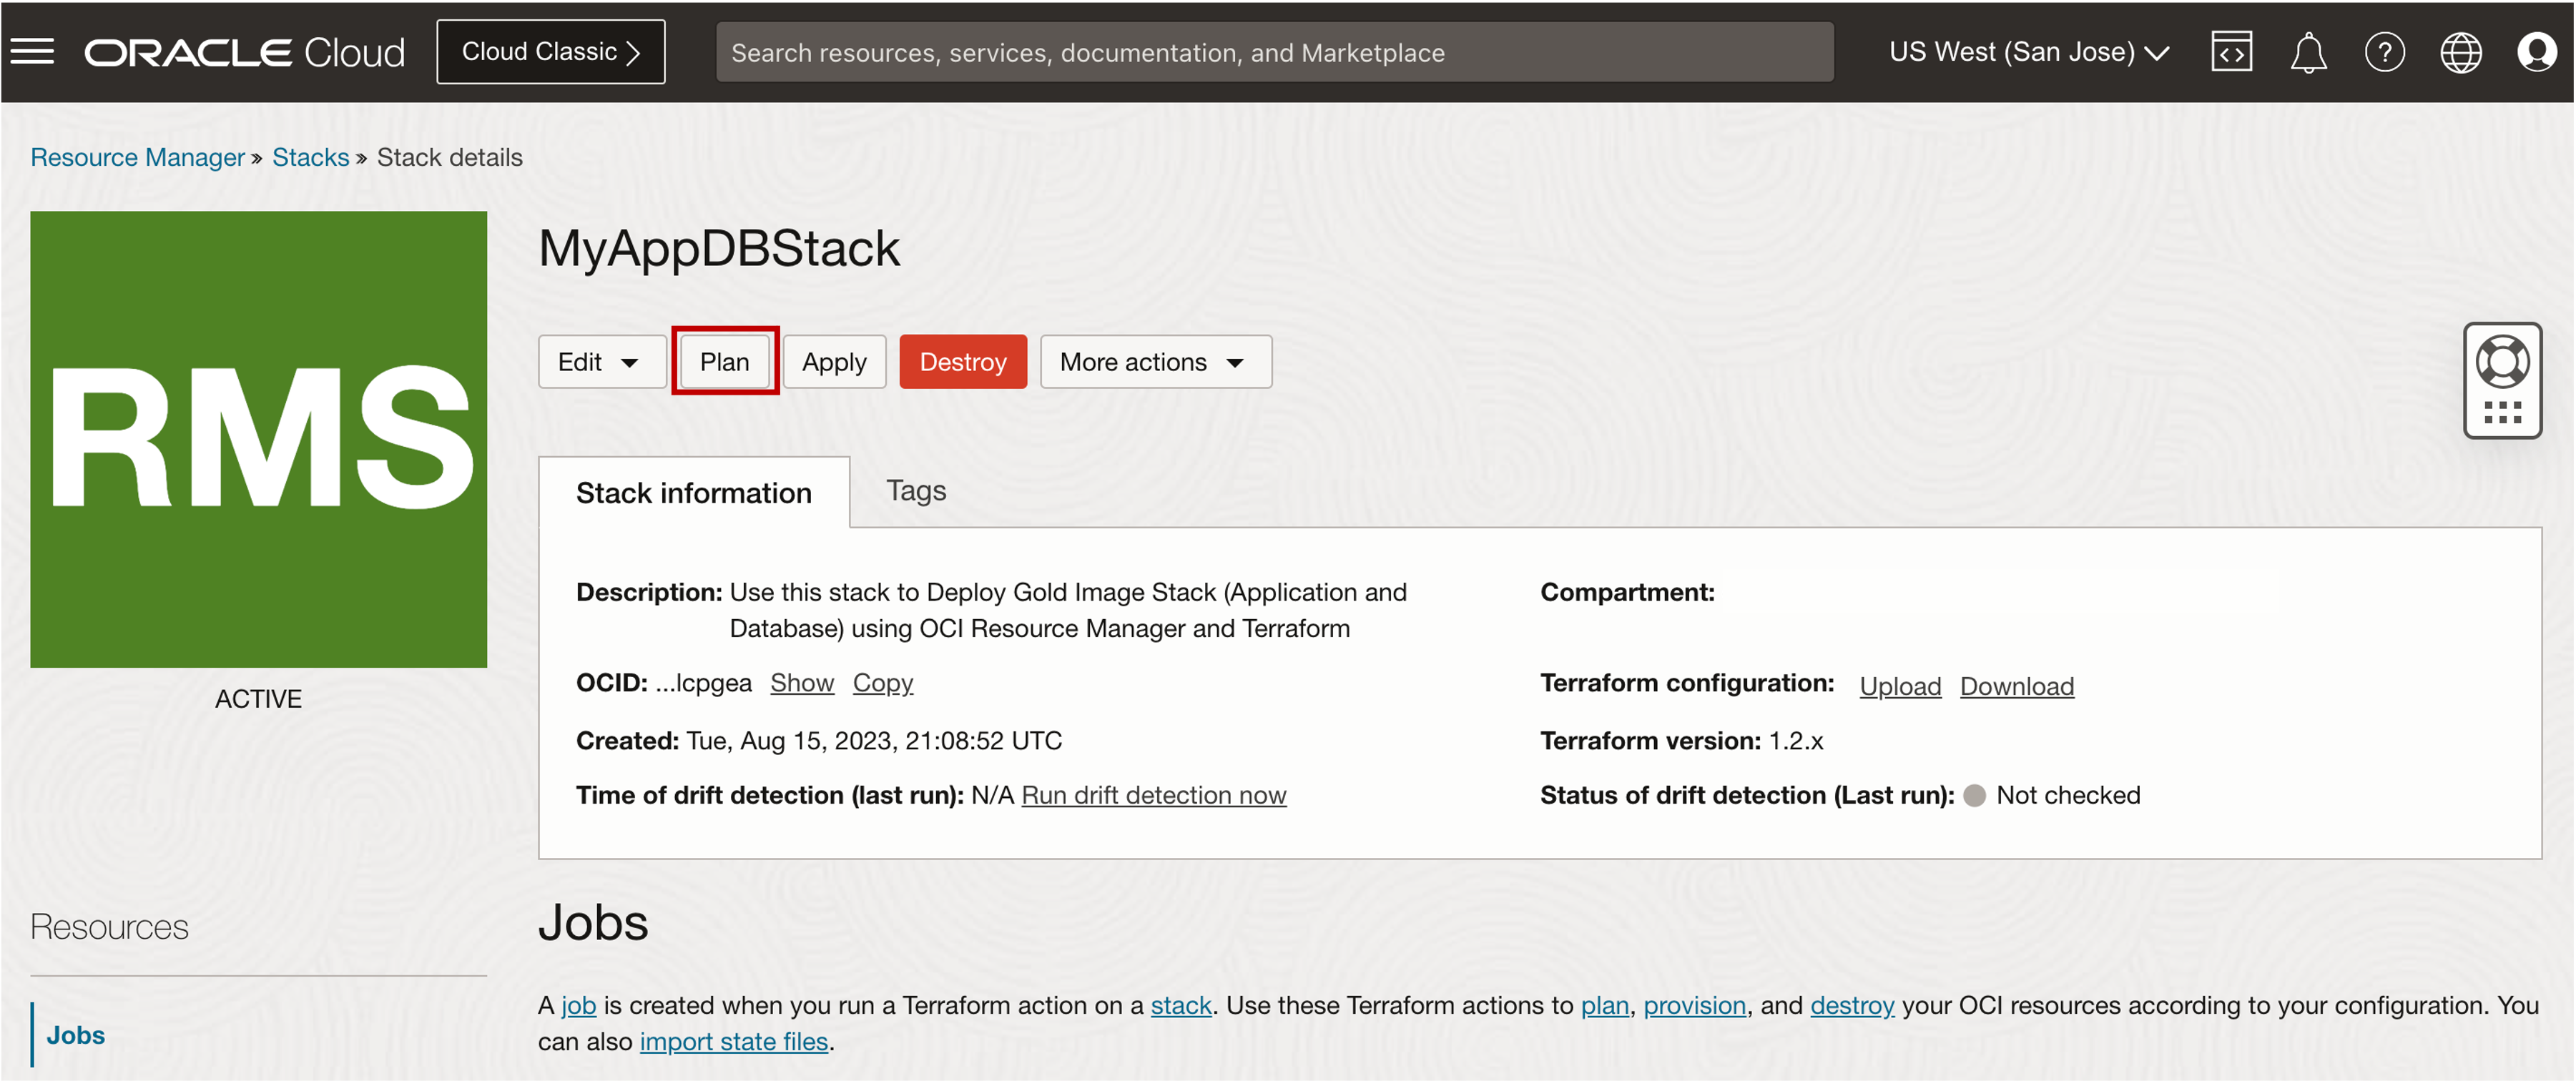 ORACLE Cloud
Cloud Classic
Search resources, services, documentation, and Marketplace
US West (San Jose)
Resource Manager » Stacks » Stack details
RMS
ACTIVE
MyAppDBStack
Edit
Plan
Apply
Destroy
More actions
Stack information
Tags
Description: Use this stack to Deploy Gold Image Stack (Application and
Database) using OCI Resource Manager and Terraform
Compartment:
OCID: ...lcpgea Show Copy
Terraform configuration: Upload Download
Created: Tue, Aug 15, 2023, 21:08:52 UTC
Terraform version: 1.2.x
Time of drift detection (last run): N/A Run drift detection now
Status of drift detection (Last run): Not checked
Resources
Jobs
Jobs
A job is created when you run a Terraform action on a stack. Use these Terraform actions to plan, provision, and destroy your OCI resources according to your configuration. You
can also import state files.